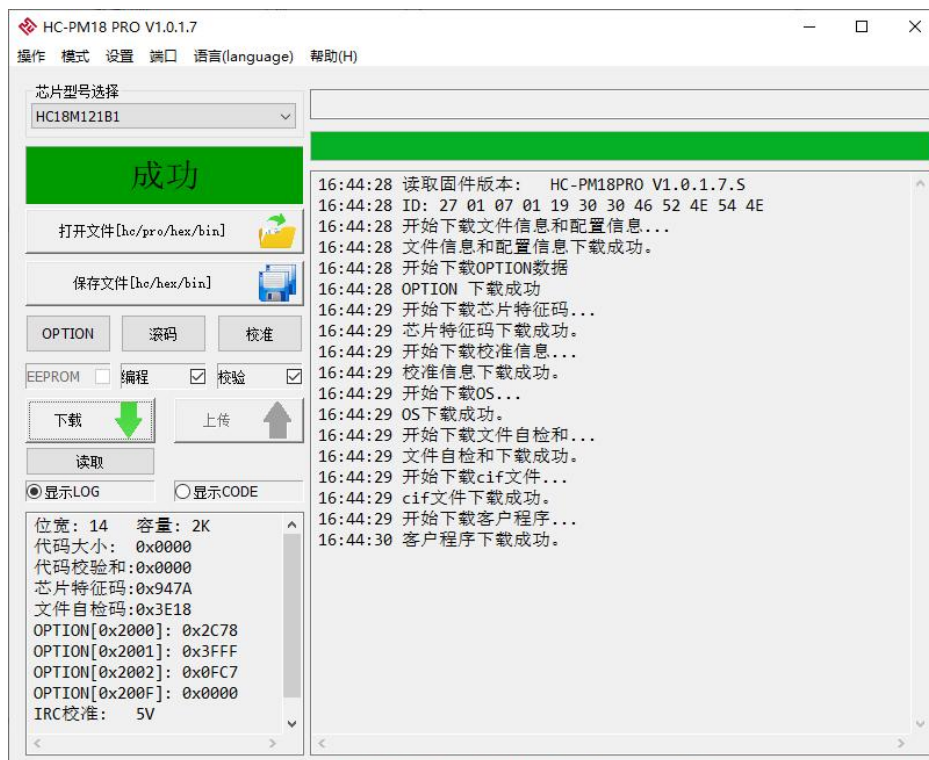 HC-PM18 PRO V1.0.1.7
操作 模式 设置 端口 语言(language) 帮助(H)
芯片型号选择
HC18M121B1
成功
打开文件[hc/pro/hex/bin]
保存文件[hc/hex/bin]
OPTION 滚码 校准
EEPROM 编程 校验
下载 上传
读取
显示LOG 显示CODE
位宽: 14 容量: 2K
代码大小: 0x0000
代码校验和:0x0000
芯片特征码:0x947A
文件自检码:0x3E18
OPTION[0x2000]: 0x2C78
OPTION[0x2001]: 0x3FFF
OPTION[0x2002]: 0x0FC7
OPTION[0x200F]: 0x0000
IRC校准: 5V
16:44:28 读取固件版本: HC-PM18PRO V1.0.1.7.S
16:44:28 ID: 27 01 07 01 19 30 30 46 52 4E 54 4E
16:44:28 开始下载文件信息和配置信息...
16:44:28 文件信息和配置信息下载成功。
16:44:28 开始下载OPTION数据
16:44:28 OPTION 下载成功
16:44:29 开始下载芯片特征码...
16:44:29 芯片特征码下载成功。
16:44:29 开始下载校准信息...
16:44:29 校准信息下载成功。
16:44:29 开始下载OS...
16:44:29 OS下载成功。
16:44:29 开始下载文件自检和...
16:44:29 文件自检和下载成功。
16:44:29 开始下载cif文件...
16:44:29 cif文件下载成功。
16:44:29 开始下载客户程序...
16:44:30 客户程序下载成功。